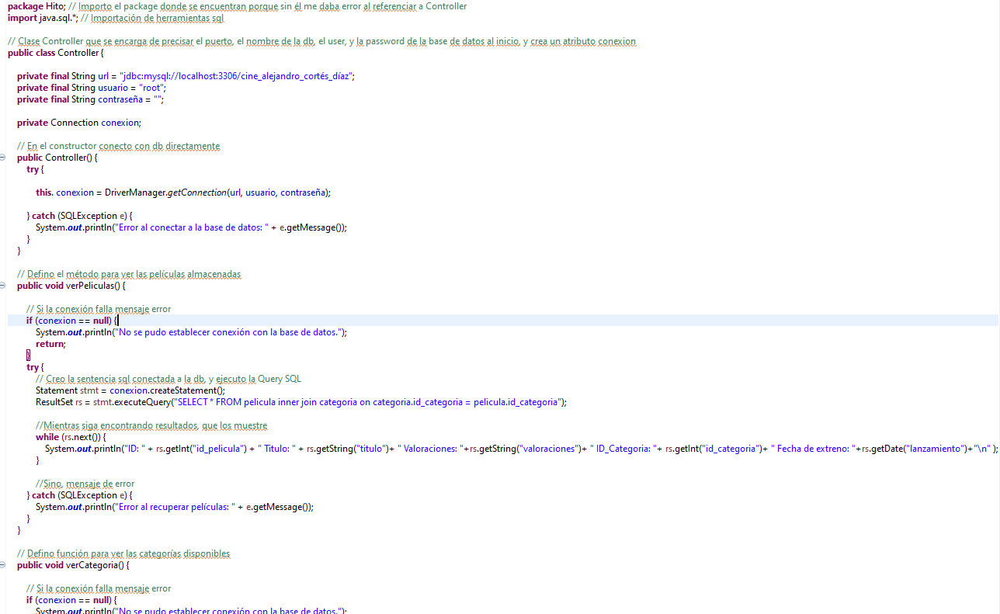 package Hito; // Importo el package donde se encuentran porque sin él me daba error al referenciar a Controller
import java.sql.*; // Importación de herramientas sql
// Clase Controller que se encarga de precisar el puerto, el nombre de la db, el user, y la password de la base de datos al inicio, y crea un atributo conexion
public class Controller {
private final String url = "jdbc:mysql://localhost:3306/cine_alejandro_cortés_díaz";
private final String usuario = "root";
private final String contraseña = "";
private Connection conexion;
// En el constructor conecto con db directamente
public Controller() {
try {
this. conexion = DriverManager.getConnection(url, usuario, contraseña);
} catch (SQLException e) {
System.out.println("Error al conectar a la base de datos: " + e.getMessage());
}
}
// Defino el método para ver las películas almacenadas
public void verPeliculas() {
// Si la conexión falla mensaje error
if (conexion == null) {
System.out.println("No se pudo establecer conexión con la base de datos.");
return;
}
try {
// Creo la sentencia sql conectada a la db, y ejecuto la Query SQL
Statement stmt = conexion.createStatement();
ResultSet rs = stmt.executeQuery("SELECT * FROM pelicula inner join categoria on categoria.id_categoria = pelicula.id_categoria");
//Mientras siga encontrando resultados, que los muestre
while (rs.next()) {
System.out.println("ID: " + rs.getInt("id_pelicula") + " Titulo: " + rs.getString("titulo")+ " Valoraciones: "+rs.getString("valoraciones")+ " ID_Categoria: "+ rs.getInt("id_categoria")+ " Fecha de extreno: "+rs.getDate("lanzamiento")+"\n" );
}
//Sino, mensaje de error
} catch (SQLException e) {
System.out.println("Error al recuperar películas: " + e.getMessage());
}
}
// Defino función para ver las categorías disponibles
public void verCategoria() {
// Si la conexión falla mensaje error
if (conexion == null) {
System.out.println("No se pudo establecer conexión con la base de datos.");